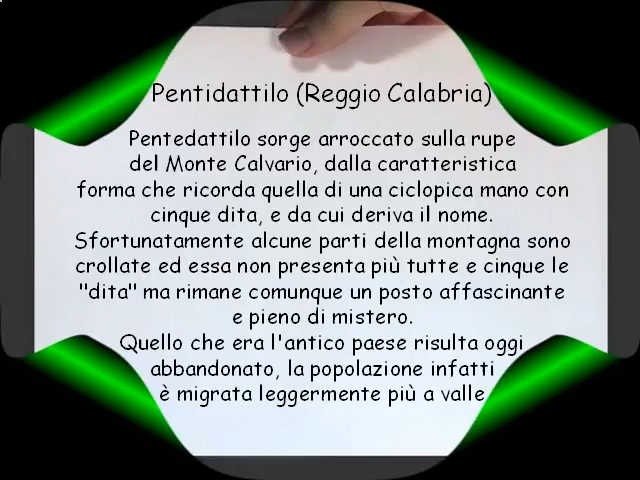 Pentidattilo (Reggio Calabria)
Pentedattilo sorge arroccato sulla rupe
del Monte Calvario, dalla caratteristica
forma che ricorda quella di una ciclopica mano con
cinque dita, e da cui deriva il nome.
Sfortunatamente alcune parti della montagna sono
crollate ed essa non presenta più tutte e cinque le
"dita" ma rimane comunque un posto affascinante
e pieno di mistero.
Quello che era l'antico paese risulta oggi
abbandonato, la popolazione infatti
è migrata leggermente più a valle